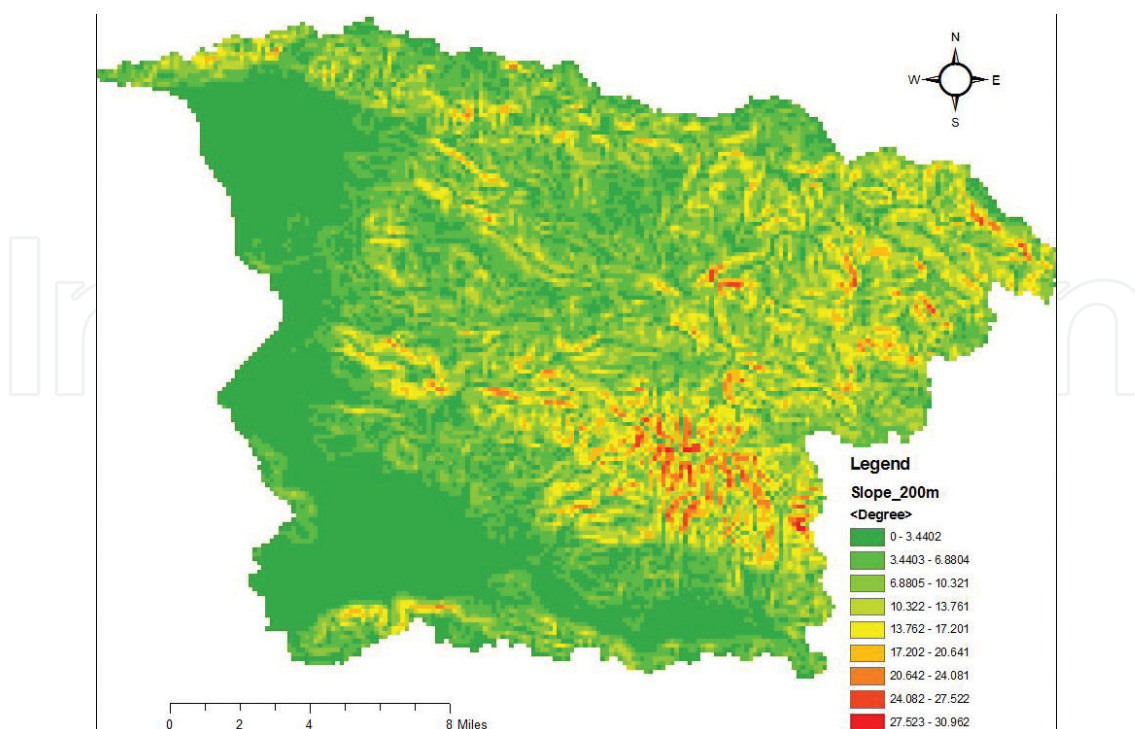 N
W E
S
Legend
Slope_200m
<Degree>
0 - 3.4402
3.4403 - 6.8804
6.8805 - 10.321
10.322 - 13.761
13.762 - 17.201
17.202 - 20.641
20.642 - 24.081
24.082 - 27.522
27.523 - 30.962
0 2 4 8 Miles